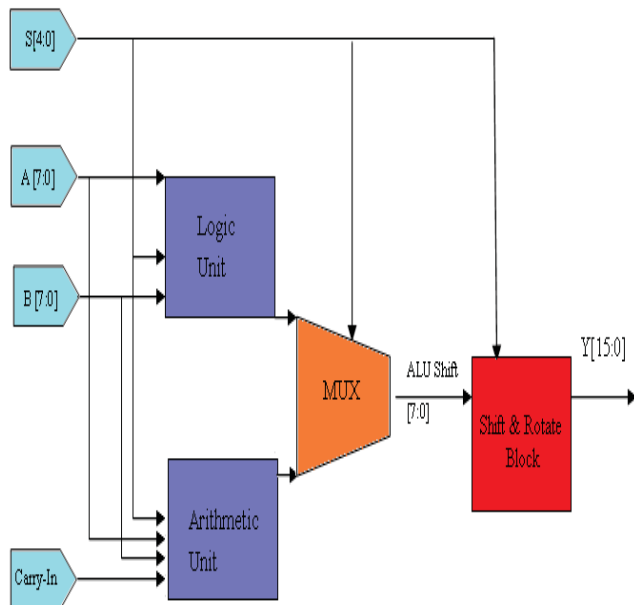 S[4:0]
A [7:0]
Logic
Unit
B [7:0]
MUX
ALU Shift
[7:0]
Y[15:0]
Shift & Rotate
Block
Arithmetic
Unit
Carry-In